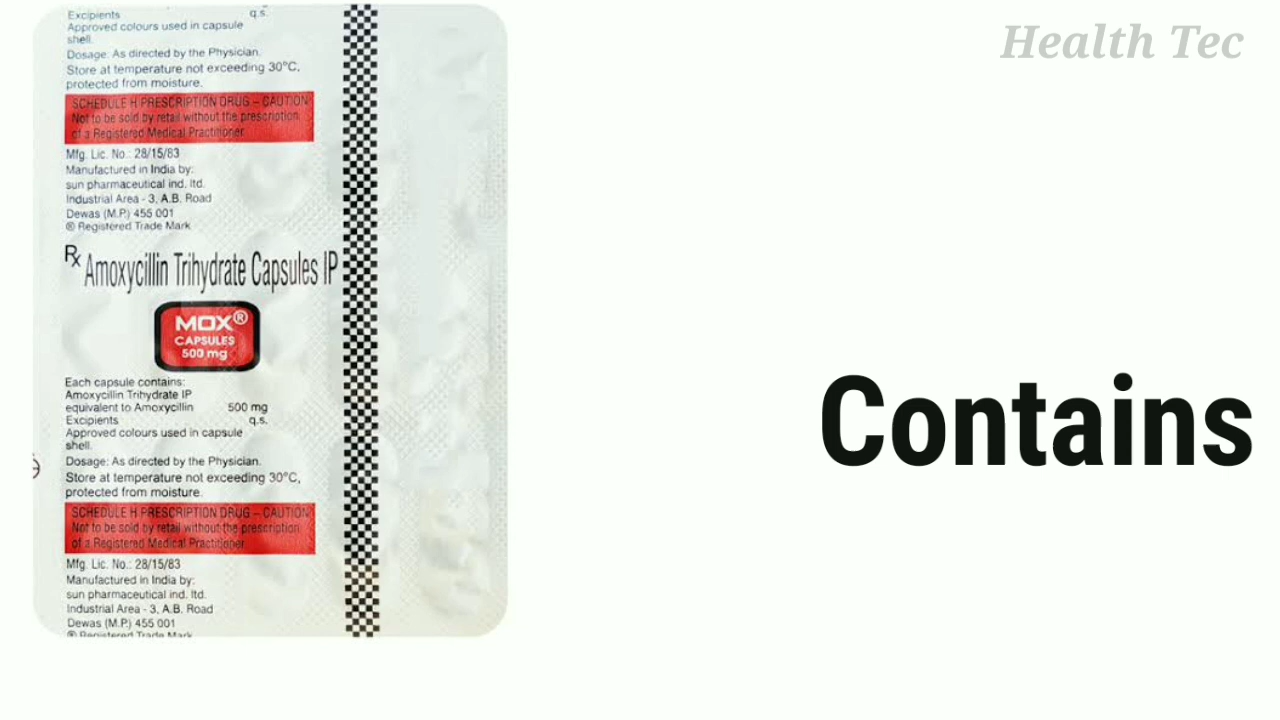 Excipients q.s.
Approved colours used in capsule
shell.
Dosage: As directed by the Physician.
Store at temperature not exceeding 30°C,
protected from moisture.
SCHEDULE H PRESCRIPTION DRUG – CAUTION
Not to be sold by retail without the prescription
of a Registered Medical Practitioner
Mfg. Lic. No.: 28/15/83
Manufactured in India by:
sun pharmaceutical ind. ltd.
Industrial Area - 3, A.B. Road
Dewas (M.P.) 455 001
® Registered Trade Mark
Rx Amoxycillin Trihydrate Capsules IP
MOX®
CAPSULES
500 mg
Each capsule contains:
Amoxycillin Trihydrate IP
equivalent to Amoxycillin 500 mg
Excipients q.s.
Approved colours used in capsule
shell.
Dosage: As directed by the Physician.
Store at temperature not exceeding 30°C,
protected from moisture.
SCHEDULE H PRESCRIPTION DRUG – CAUTION
Not to be sold by retail without the prescription
of a Registered Medical Practitioner
Mfg. Lic. No.: 28/15/83
Manufactured in India by:
sun pharmaceutical ind. ltd.
Industrial Area - 3, A.B. Road
Dewas (M.P.) 455 001
® Registered Trade Mark
Health Tec
Contains